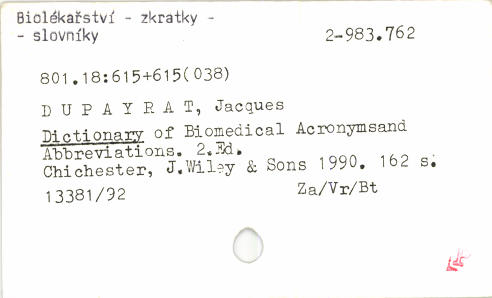 Biolékařství - zkratky -
- slovníky 2-983.762
801.18:615+615(038)
D U P A Y R A T, Jacques
Dictionary of Biomedical Acronymsand
Abbreviations. 2.Ed.
Chichester, J.Wiley & Sons 1990. 162 s.
13381/92 Za/Vr/Bt